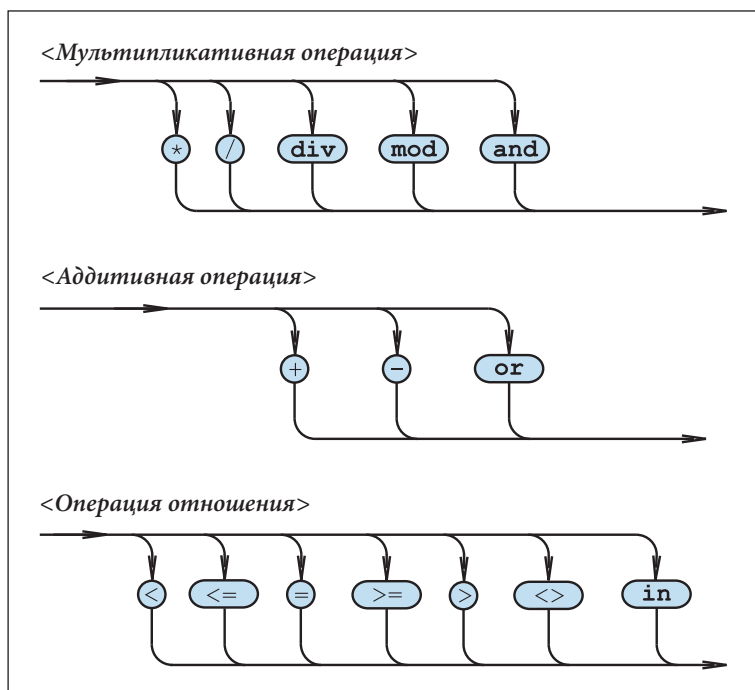 <Мультипликативная операция>
* / div mod and
<Аддитивная операция>
+ - or
<Операция отношения>
< <= = >= > <> in